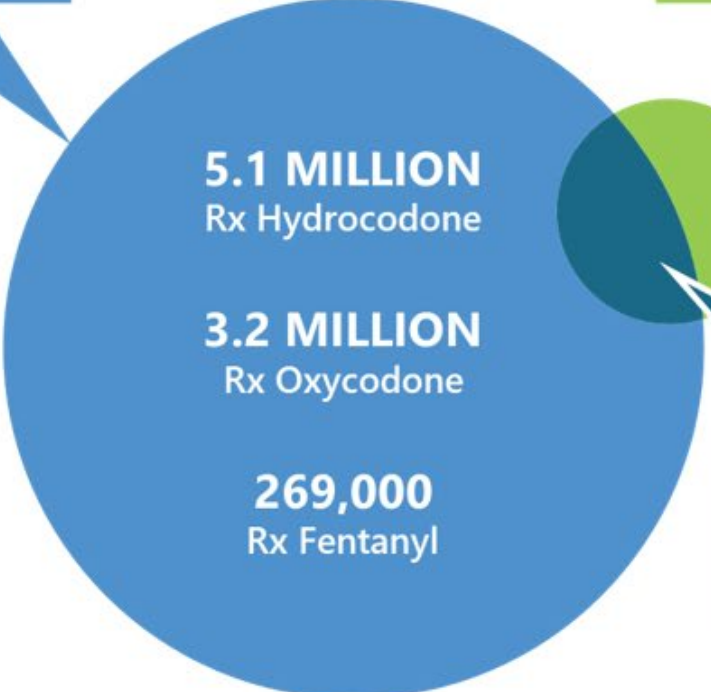 5.1 MILLION
Rx Hydrocodone
3.2 MILLION
Rx Oxycodone
269,000
Rx Fentanyl